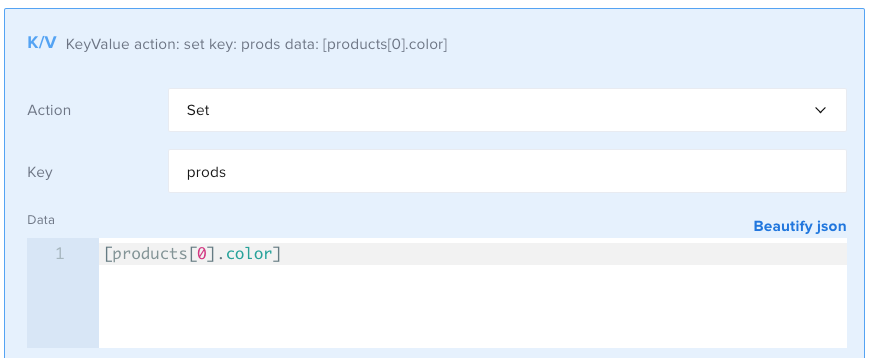 K/V KeyValue action: set key: prods data: [products[0].color]
Action Set
Key prods
Data
Beautify json
1 [products[0].color]